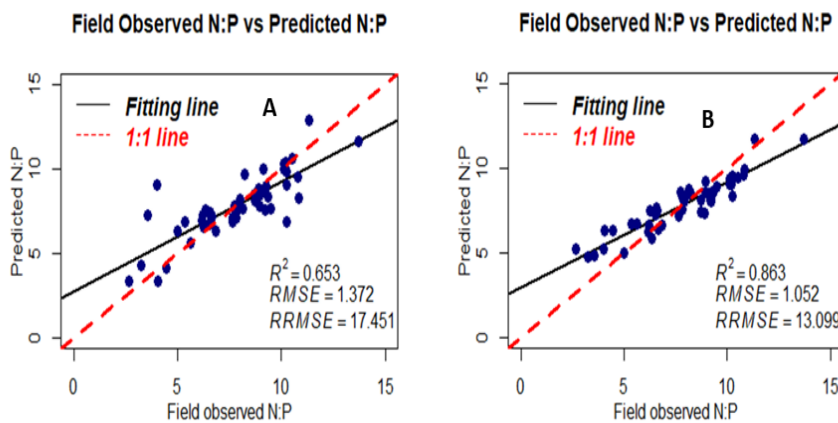 Field Observed N:P vs Predicted N:P
A
Fitting line
1:1 line
Predicted N:P
15
10
5
0
R² = 0.653
RMSE = 1.372
RRMSE = 17.451
0 5 10 15
Field observed N:P
Field Observed N:P vs Predicted N:P
B
Fitting line
1:1 line
Predicted N:P
15
10
5
0
R² = 0.863
RMSE = 1.052
RRMSE = 13.099
0 5 10 15
Field observed N:P